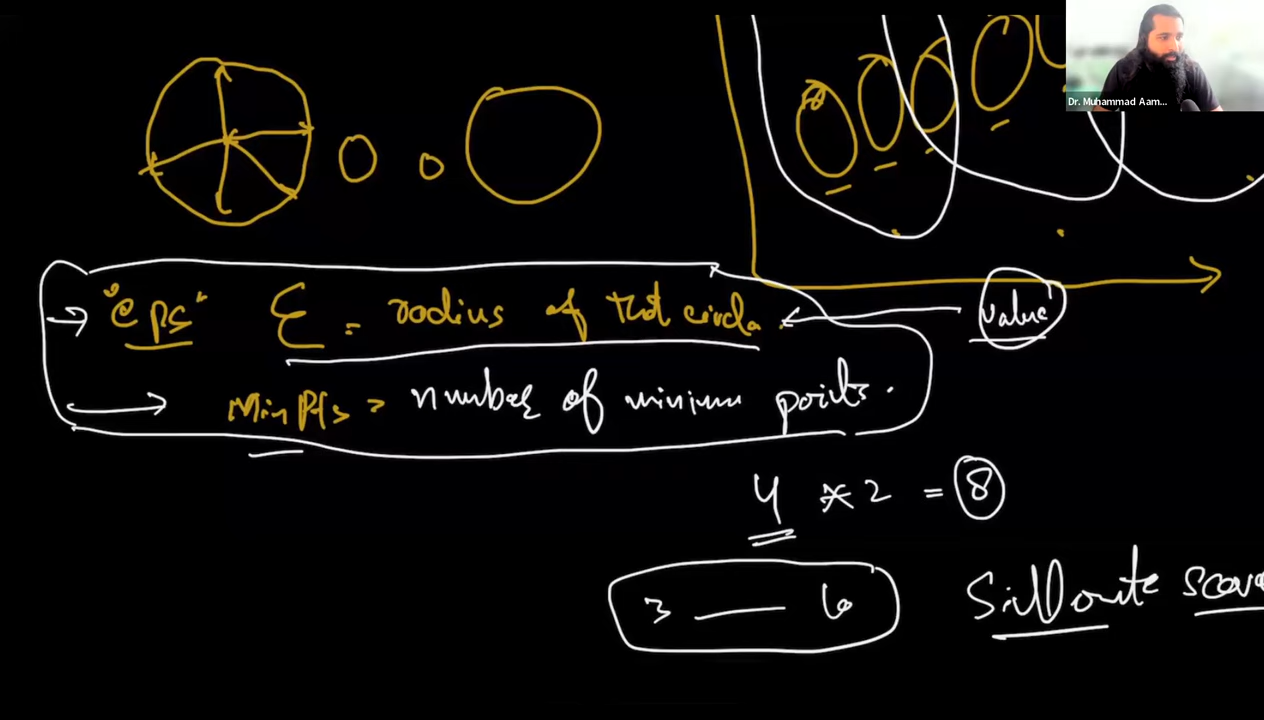 Dr. Muhammad Aam...
"eps" Ɛ = radius of that circle.
value
MinPts = number of minimum points.
4 * 2 = 8
3 — 6
Sillouite score